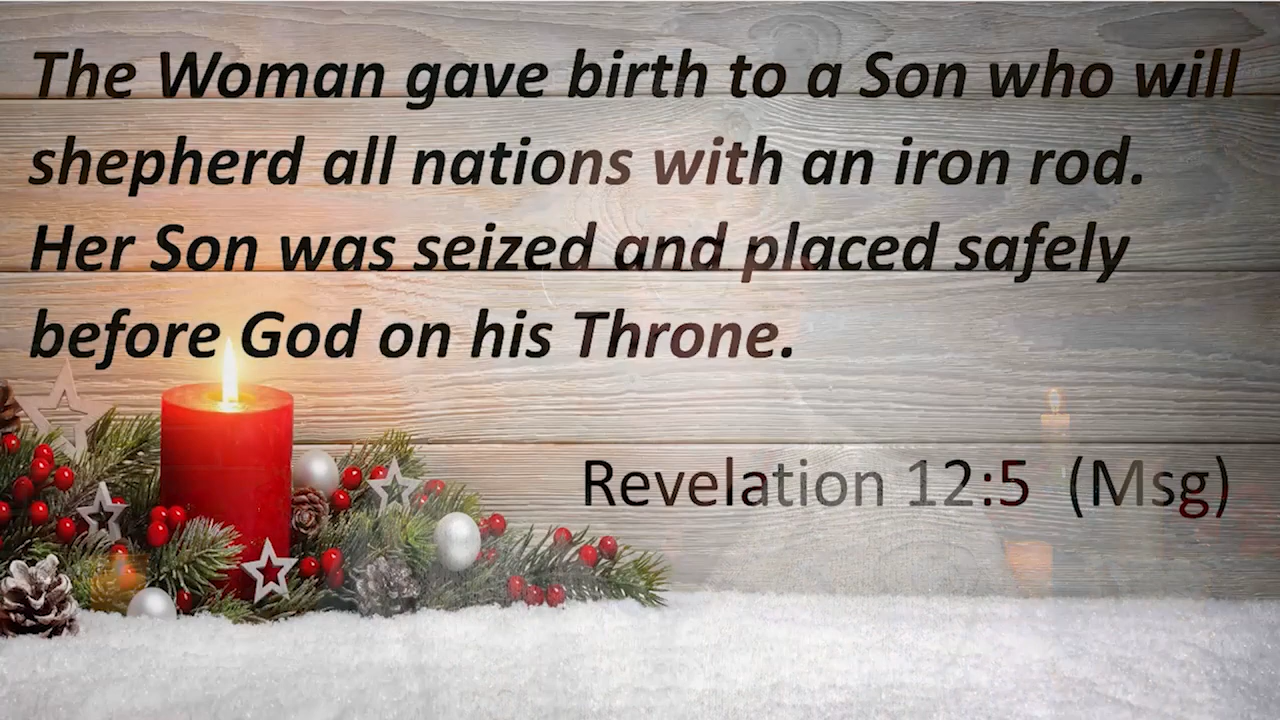 The Woman gave birth to a Son who will
shepherd all nations with an iron rod.
Her Son was seized and placed safely
before God on his Throne.
Revelation 12:5 (Msg)